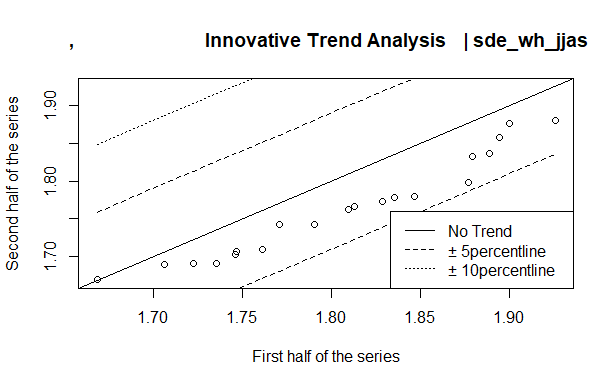 , Innovative Trend Analysis | sde_wh_jjas
Second half of the series
1.90
1.80
1.70
No Trend
± 5percentline
± 10percentline
1.70 1.75 1.80 1.85 1.90
First half of the series